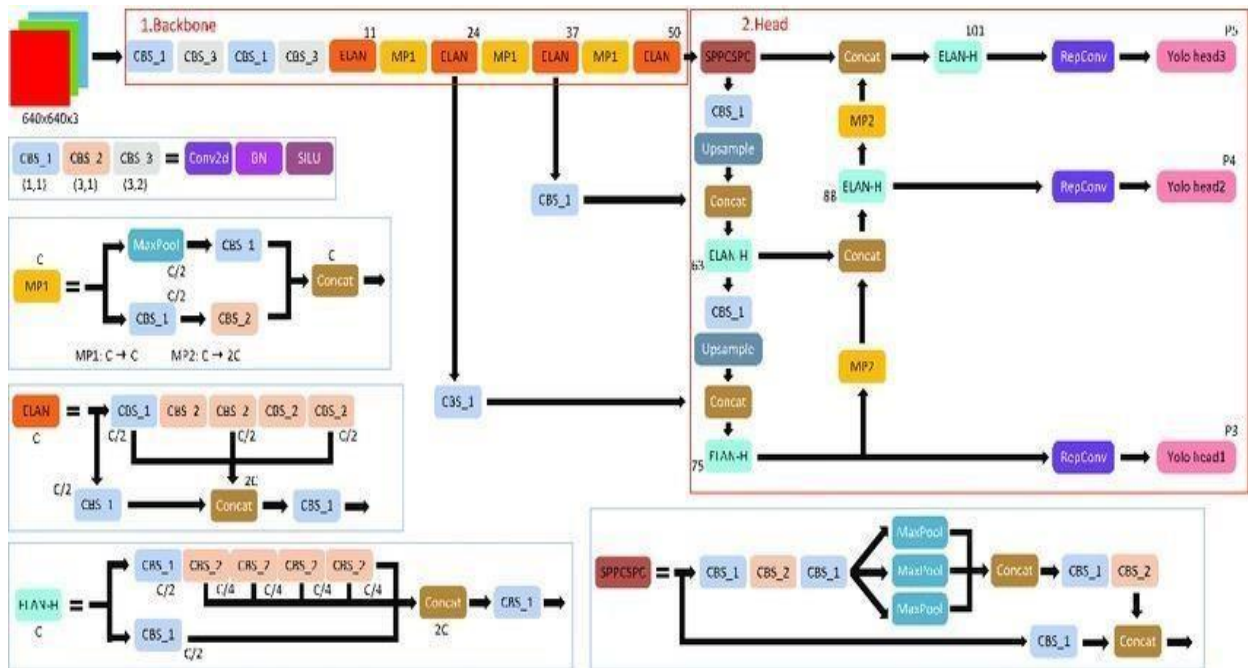 1.Backbone
2.Head
11
24
37
50
101
P5
CBS_1 CBS_3 CBS_1 CBS_3 ELAN MP1 ELAN MP1 ELAN MP1 ELAN
SPPCSPC
Concat
ELAN-H
RepConv
Yolo head3
640x640x3
CBS_1
MP2
Upsample
CBS_1 CBS_2 CBS_3 = Conv2d BN SILU
(1,1) (3,1) (3,2)
P4
CBS_1
Concat
88
ELAN-H
RepConv
Yolo head2
63
ELAN-H
Concat
CBS_1
Upsample
MP2
CBS_1
Concat
P3
75
ELAN-H
RepConv
Yolo head1
C
MP1 =
MaxPool
CBS_1
C/2
C/2
C
Concat
CBS_1
CBS_2
MP1: C → C MP2: C → 2C
ELAN =
C
CBS_1 CBS_2 CBS_2 CBS_2 CBS_2
C/2 C/2 C/2
C/2
2C
CBS_1
Concat
CBS_1
ELAN-H =
C
CBS_1 CBS_2 CBS_2 CBS_2 CBS_2
C/2 C/4 C/4 C/4 C/4
Concat
CBS_1
2C
CBS_1
C/2
SPPCSPC =
CBS_1 CBS_2 CBS_1
MaxPool
MaxPool
MaxPool
Concat
CBS_1 CBS_2
CBS_1
Concat